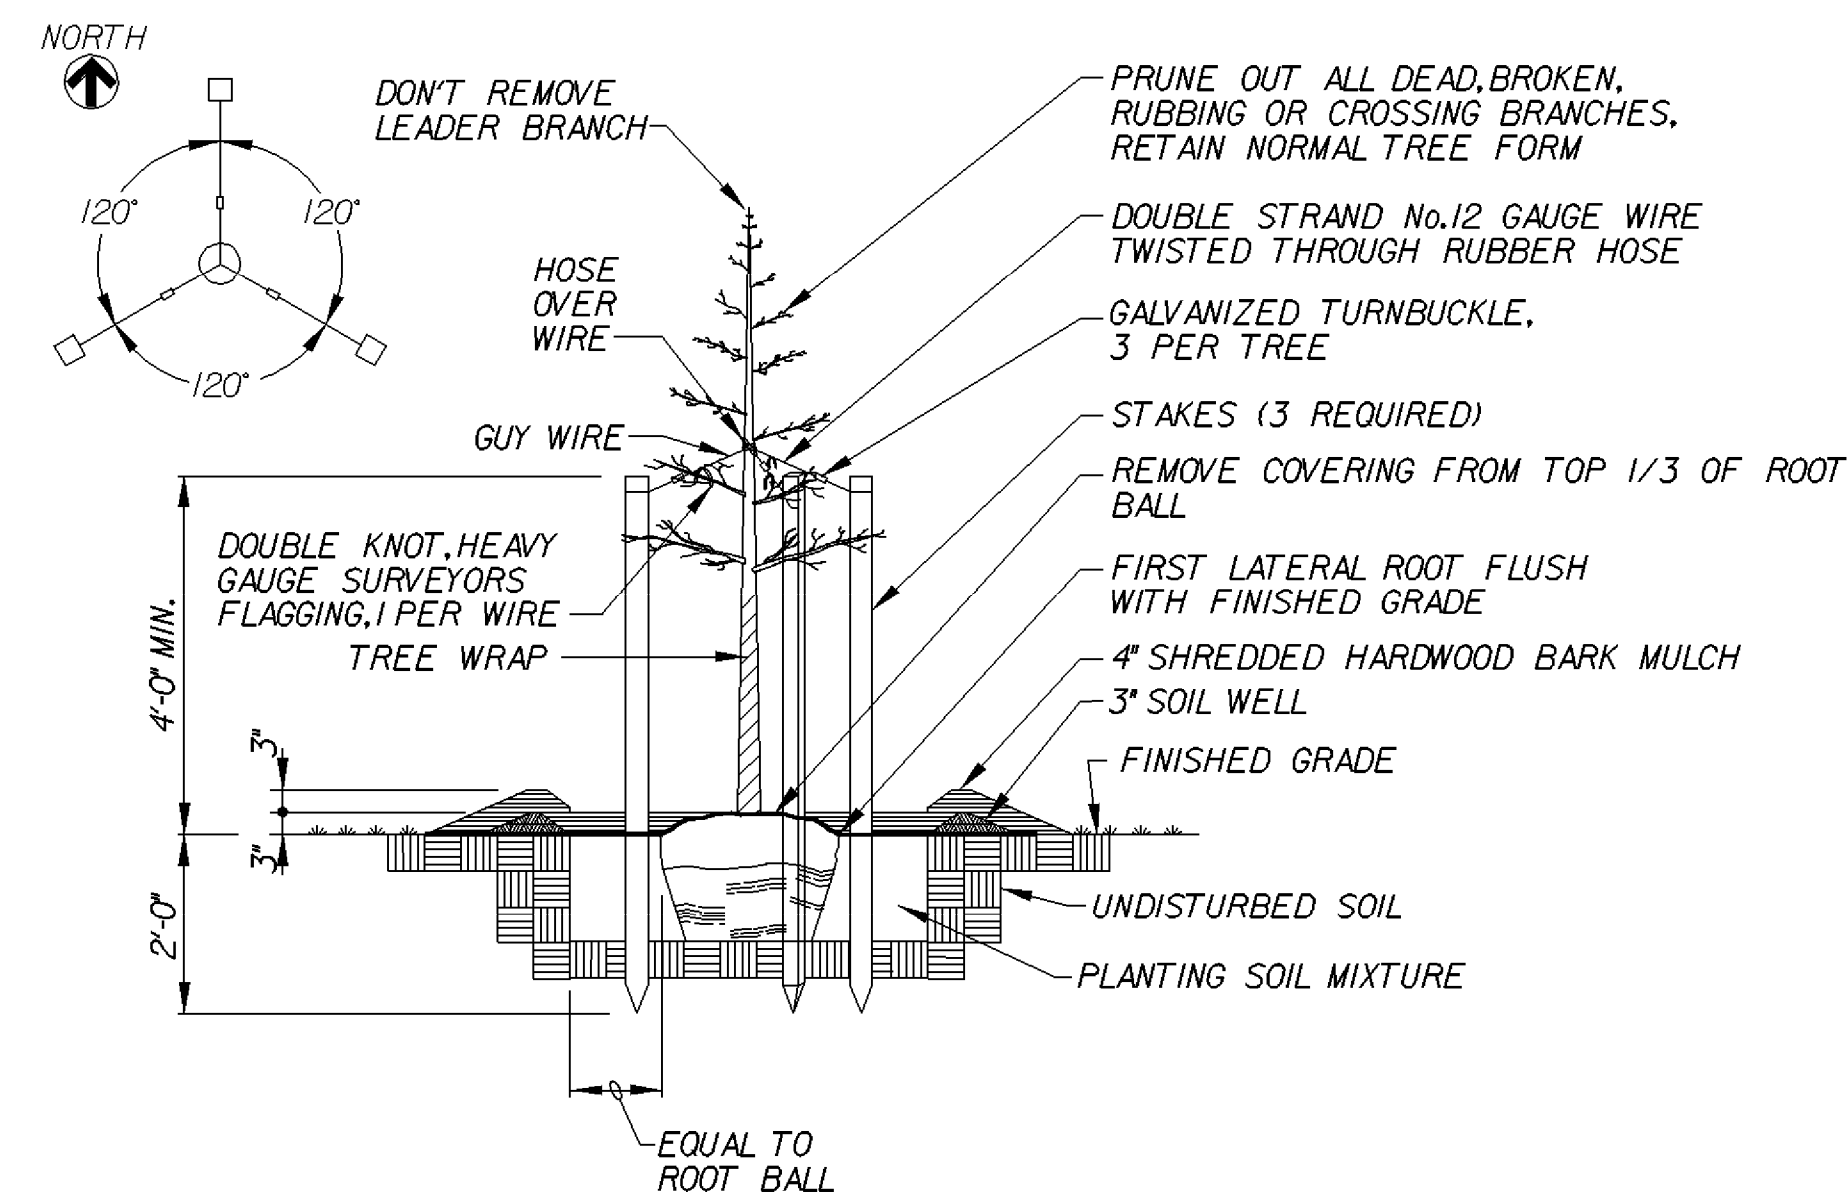 NORTH
120°
120°
120°
DON'T REMOVE
LEADER BRANCH
HOSE
OVER
WIRE
GUY WIRE
DOUBLE KNOT, HEAVY
GAUGE SURVEYORS
FLAGGING, 1 PER WIRE
TREE WRAP
4'-0" MIN.
3"
3"
2'-0"
EQUAL TO
ROOT BALL
PRUNE OUT ALL DEAD, BROKEN,
RUBBING OR CROSSING BRANCHES,
RETAIN NORMAL TREE FORM
DOUBLE STRAND No.12 GAUGE WIRE
TWISTED THROUGH RUBBER HOSE
GALVANIZED TURNBUCKLE,
3 PER TREE
STAKES (3 REQUIRED)
REMOVE COVERING FROM TOP 1/3 OF ROOT
BALL
FIRST LATERAL ROOT FLUSH
WITH FINISHED GRADE
4" SHREDDED HARDWOOD BARK MULCH
3" SOIL WELL
FINISHED GRADE
UNDISTURBED SOIL
PLANTING SOIL MIXTURE